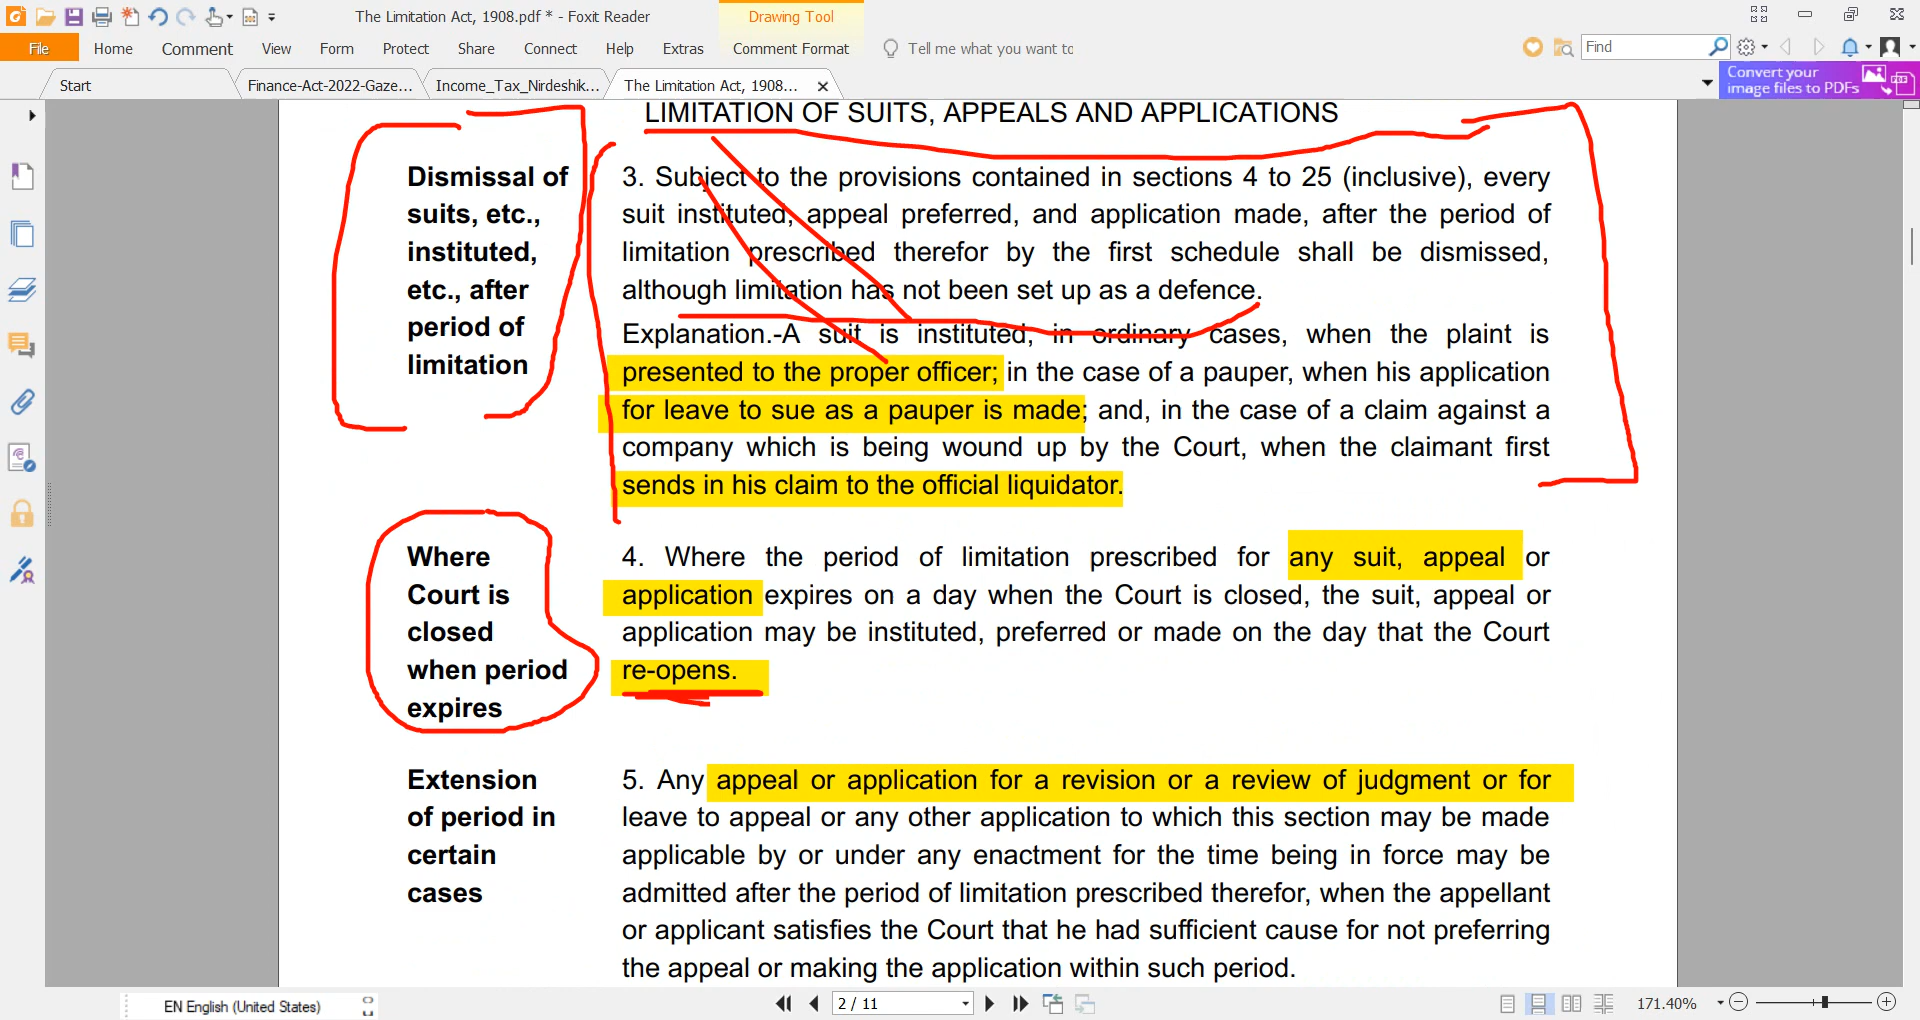 The Limitation Act, 1908.pdf * - Foxit Reader
Drawing Tool
File Home Comment View Form Protect Share Connect Help Extras Comment Format Tell me what you want to
Find
Start
Finance-Act-2022-Gaze...
Income_Tax_Nirdeshik...
The Limitation Act, 1908...
Convert your
image files to PDFs
LIMITATION OF SUITS, APPEALS AND APPLICATIONS
Dismissal of
suits, etc.,
instituted,
etc., after
period of
limitation
3. Subject to the provisions contained in sections 4 to 25 (inclusive), every
suit instituted, appeal preferred, and application made, after the period of
limitation prescribed therefor by the first schedule shall be dismissed,
although limitation has not been set up as a defence.
Explanation.-A suit is instituted, in ordinary cases, when the plaint is
presented to the proper officer; in the case of a pauper, when his application
for leave to sue as a pauper is made; and, in the case of a claim against a
company which is being wound up by the Court, when the claimant first
sends in his claim to the official liquidator.
Where
Court is
closed
when period
expires
4. Where the period of limitation prescribed for any suit, appeal or
application expires on a day when the Court is closed, the suit, appeal or
application may be instituted, preferred or made on the day that the Court
re-opens.
Extension
of period in
certain
cases
5. Any appeal or application for a revision or a review of judgment or for
leave to appeal or any other application to which this section may be made
applicable by or under any enactment for the time being in force may be
admitted after the period of limitation prescribed therefor, when the appellant
or applicant satisfies the Court that he had sufficient cause for not preferring
the appeal or making the application within such period.
EN English (United States)
2 / 11
171.40%